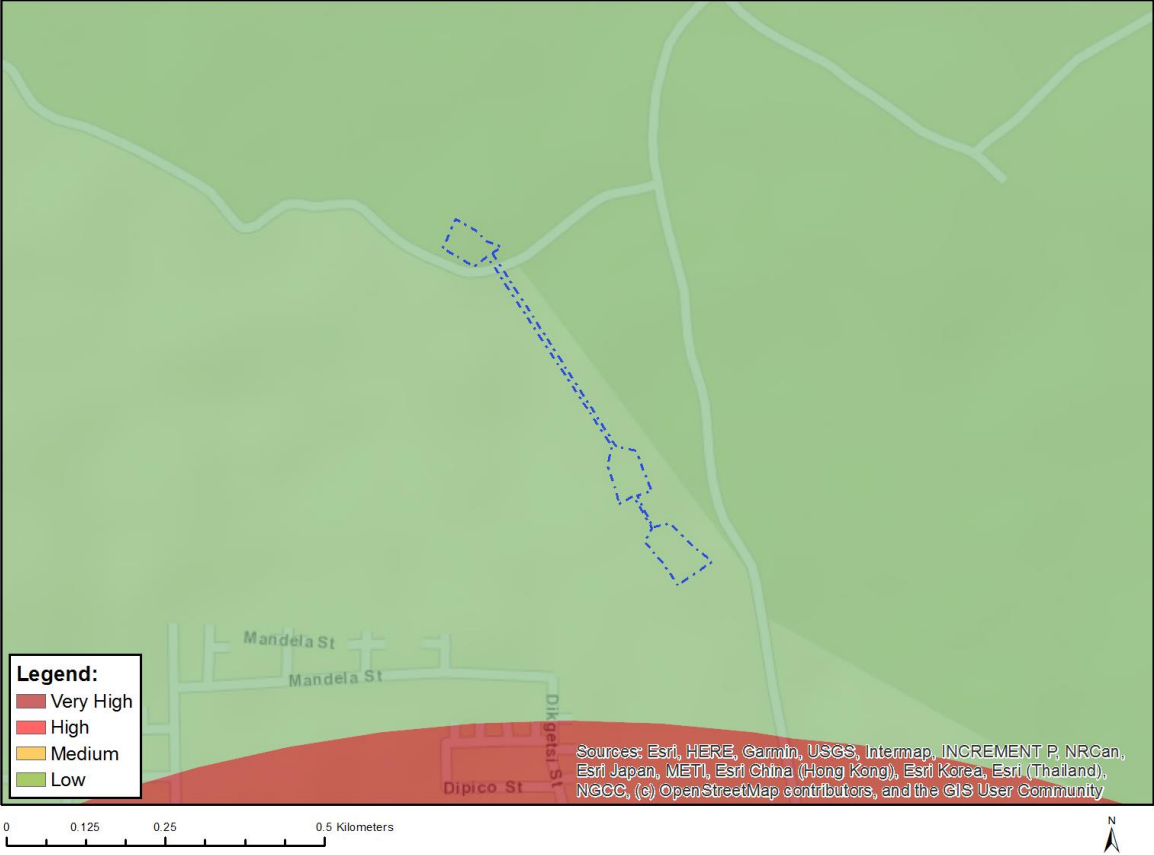 Mandela St
Mandela St
Dikgetsi St
Dipico St
Legend:
Very High
High
Medium
Low
Sources: Esri, HERE, Garmin, USGS, Intermap, INCREMENT P, NRCan,
Esri Japan, METI, Esri China (Hong Kong), Esri Korea, Esri (Thailand),
NGCC, (c) OpenStreetMap contributors, and the GIS User Community
0 0.125 0.25 0.5 Kilometers
N